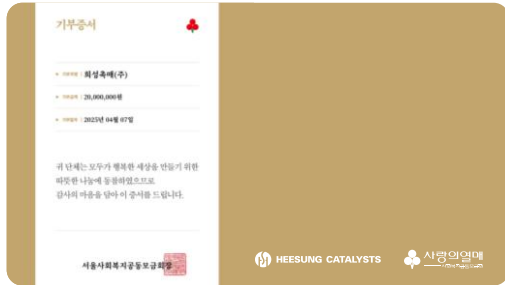 기부증서
희성촉매(주)
20,000,000원
2025년 04월 07일
귀 단체는 모두가 행복한 세상을 만들기 위한
따뜻한 나눔에 동참하였으므로
감사의 마음을 담아 이 증서를 드립니다.
서울사회복지공동모금회장
HEESUNG CATALYSTS
사랑의열매